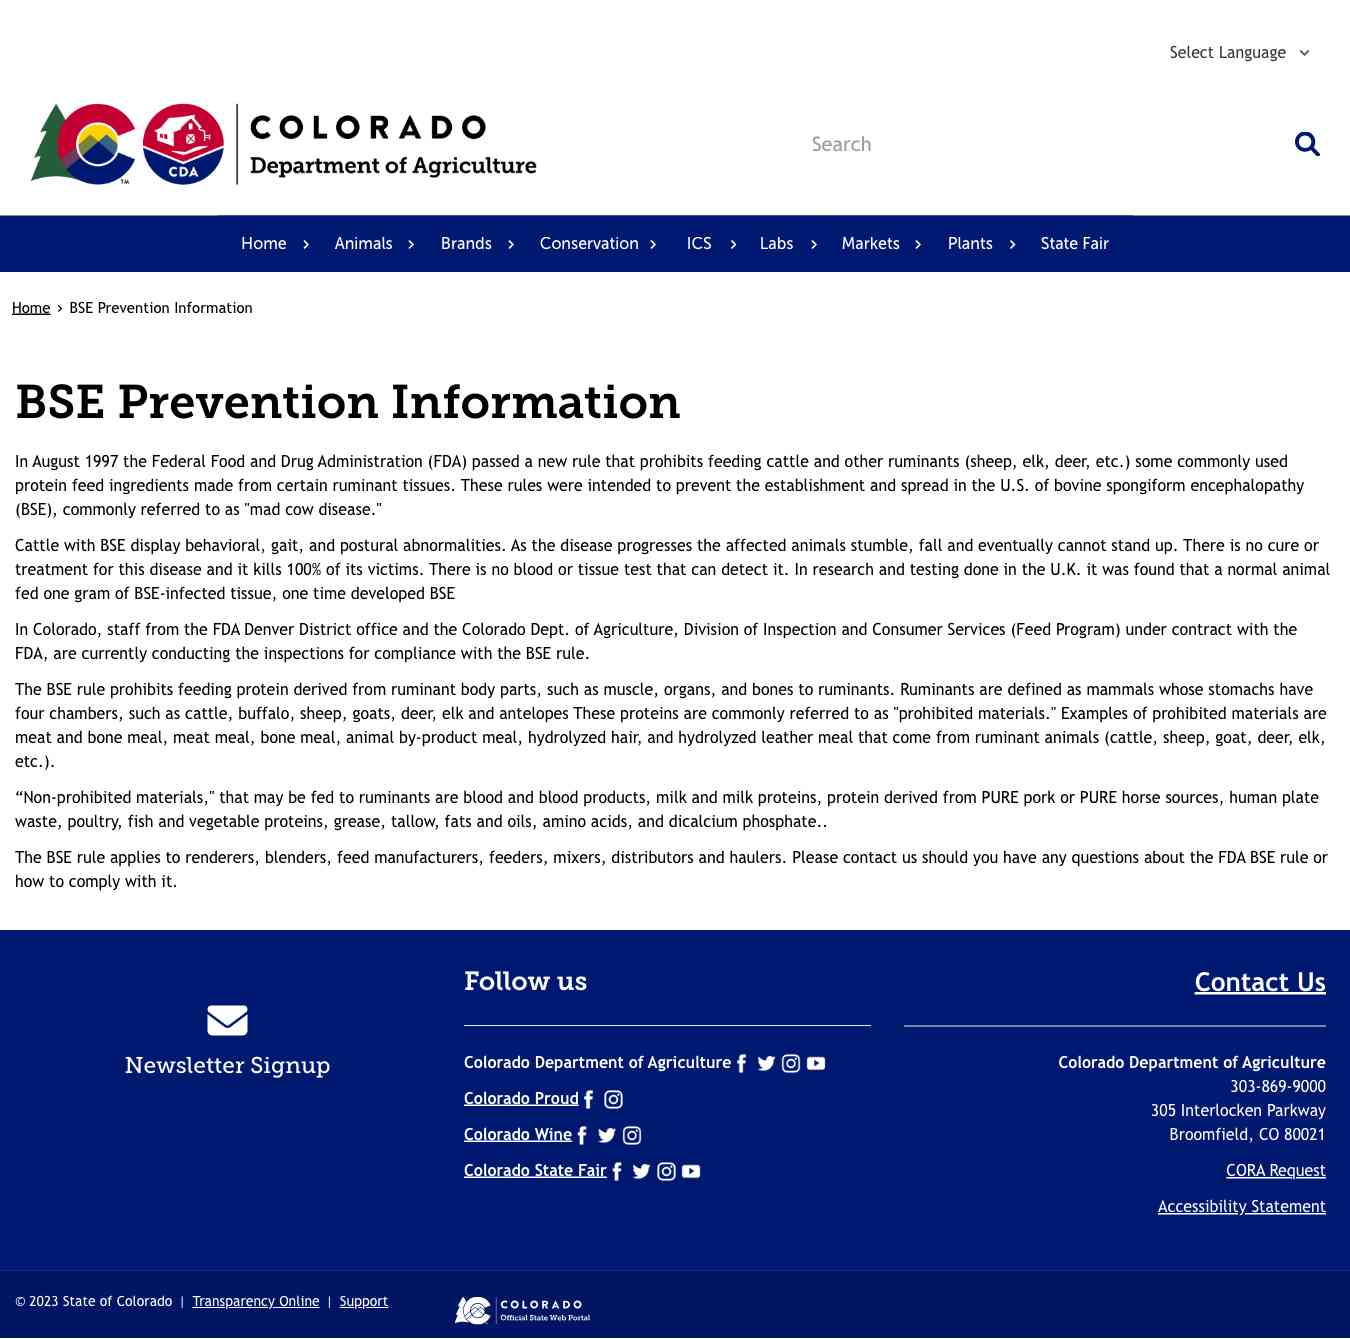 Select Language
COLORADO
Department of Agriculture
CDA
TM
Search
Home
Animals
Brands
Conservation
ICS
Labs
Markets
Plants
State Fair
Home › BSE Prevention Information
BSE Prevention Information
In August 1997 the Federal Food and Drug Administration (FDA) passed a new rule that prohibits feeding cattle and other ruminants (sheep, elk, deer, etc.) some commonly used
protein feed ingredients made from certain ruminant tissues. These rules were intended to prevent the establishment and spread in the U.S. of bovine spongiform encephalopathy
(BSE), commonly referred to as "mad cow disease."
Cattle with BSE display behavioral, gait, and postural abnormalities. As the disease progresses the affected animals stumble, fall and eventually cannot stand up. There is no cure or
treatment for this disease and it kills 100% of its victims. There is no blood or tissue test that can detect it. In research and testing done in the U.K. it was found that a normal animal
fed one gram of BSE-infected tissue, one time developed BSE
In Colorado, staff from the FDA Denver District office and the Colorado Dept. of Agriculture, Division of Inspection and Consumer Services (Feed Program) under contract with the
FDA, are currently conducting the inspections for compliance with the BSE rule.
The BSE rule prohibits feeding protein derived from ruminant body parts, such as muscle, organs, and bones to ruminants. Ruminants are defined as mammals whose stomachs have
four chambers, such as cattle, buffalo, sheep, goats, deer, elk and antelopes These proteins are commonly referred to as "prohibited materials." Examples of prohibited materials are
meat and bone meal, meat meal, bone meal, animal by-product meal, hydrolyzed hair, and hydrolyzed leather meal that come from ruminant animals (cattle, sheep, goat, deer, elk,
etc.).
“Non-prohibited materials," that may be fed to ruminants are blood and blood products, milk and milk proteins, protein derived from PURE pork or PURE horse sources, human plate
waste, poultry, fish and vegetable proteins, grease, tallow, fats and oils, amino acids, and dicalcium phosphate..
The BSE rule applies to renderers, blenders, feed manufacturers, feeders, mixers, distributors and haulers. Please contact us should you have any questions about the FDA BSE rule or
how to comply with it.
Newsletter Signup
Follow us
Colorado Department of Agriculture
Colorado Proud
Colorado Wine
Colorado State Fair
Contact Us
Colorado Department of Agriculture
303-869-9000
305 Interlocken Parkway
Broomfield, CO 80021
CORA Request
Accessibility Statement
© 2023 State of Colorado | Transparency Online | Support
COLORADO
Official State Web Portal